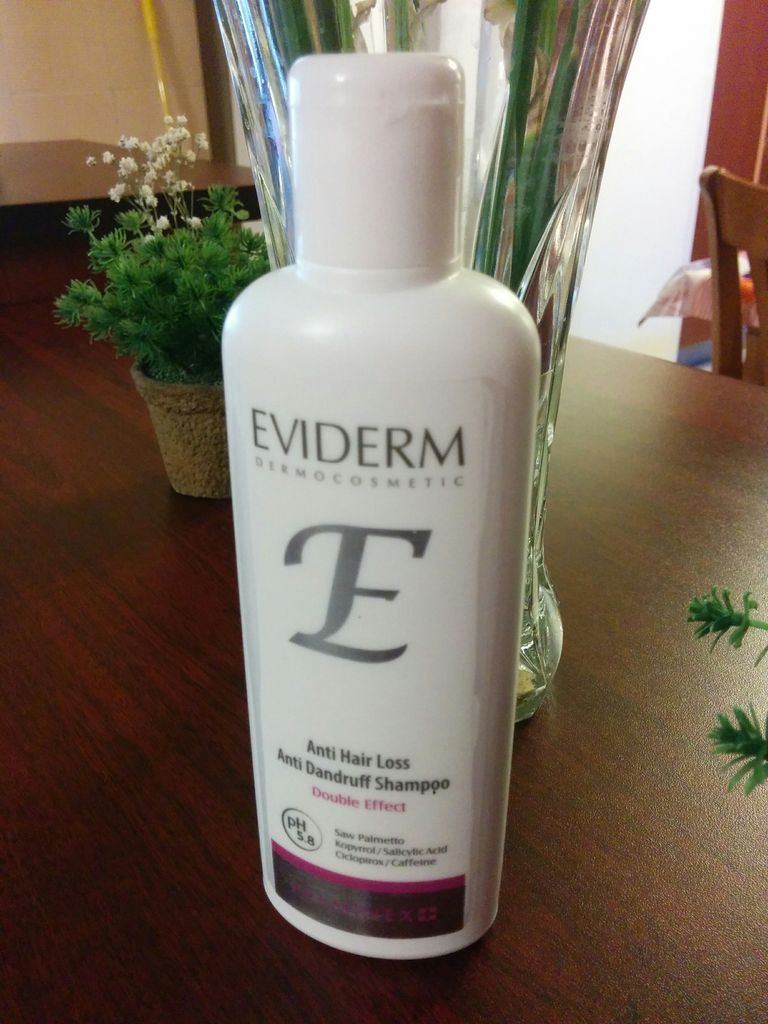 EVIDERM
DERMOCOSMETIC
E
Anti Hair Loss
Anti Dandruff Shampoo
Double Effect
pH
5.8
Saw Palmetto
Kopyrrol / Salicylic Acid
Ciclopirox / Caffeine